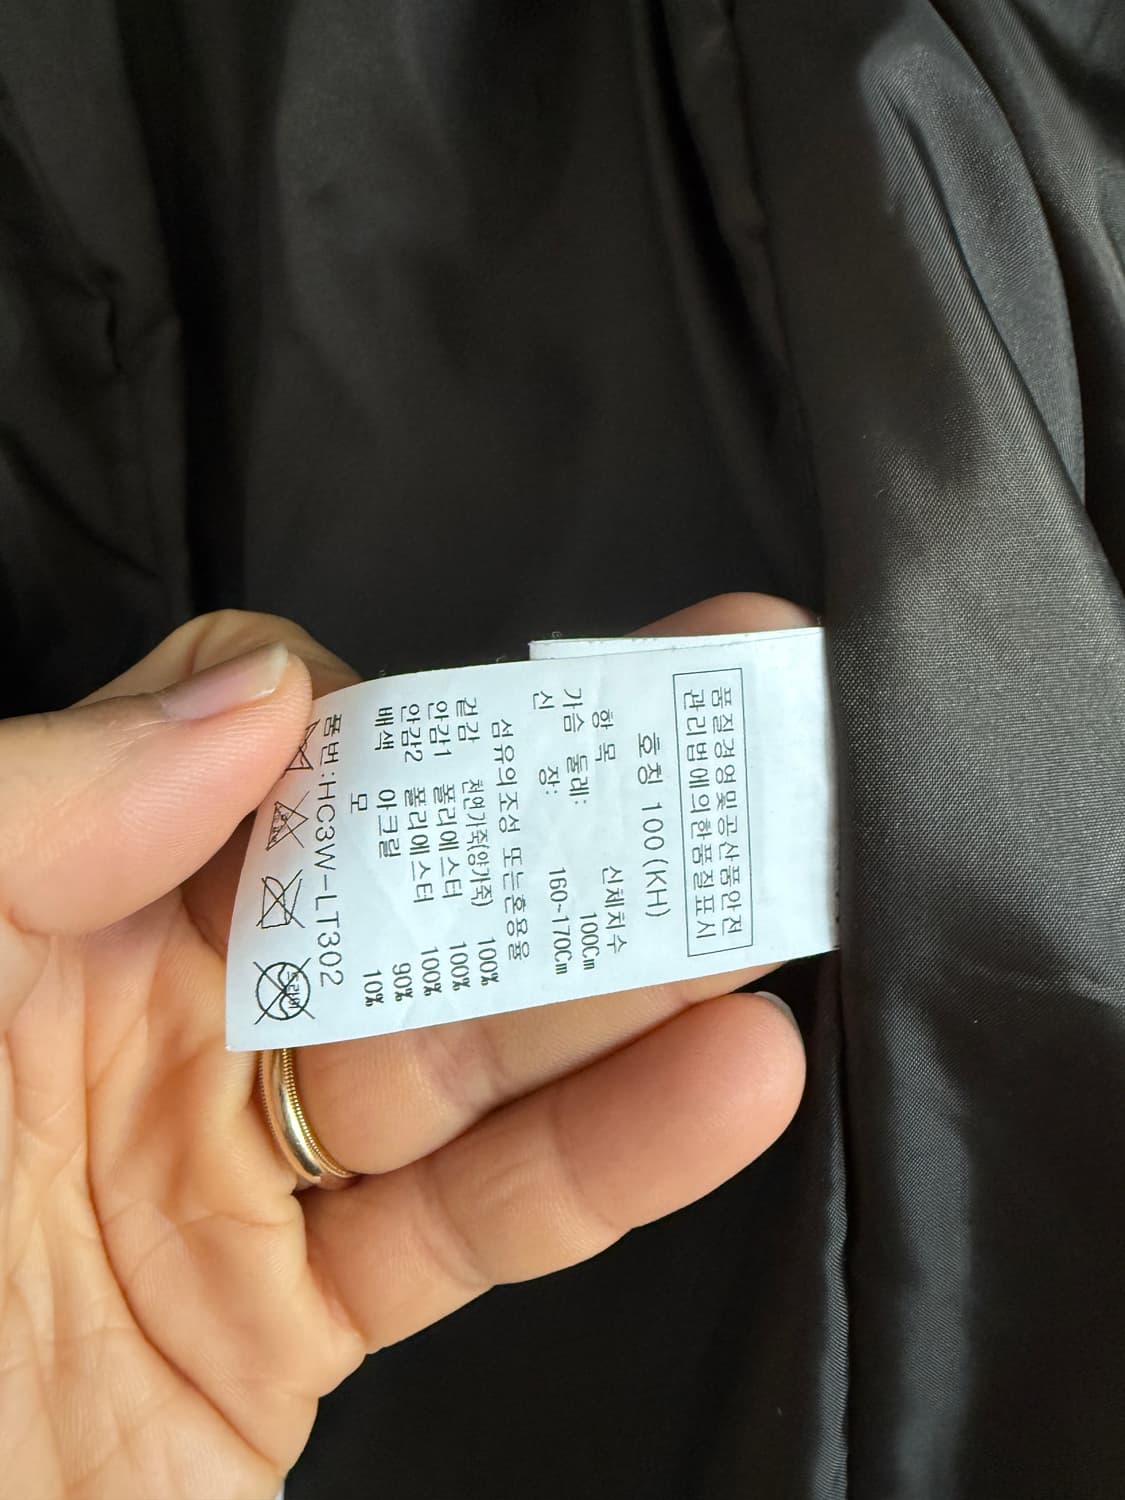 품질경영및공산품안전
관리법에의한품질표시
호칭 100(KH)
항 목 신체치수
가슴 둘레: 100Cm
신 장: 160~170Cm
섬유의조성 또는혼용율
겉감 천연가죽(양가죽) 100%
안감1 폴리에스터 100%
안감2 폴리에스터 100%
배색 아크릴 90%
모 10%
품번:HC3W-LT302
드라이